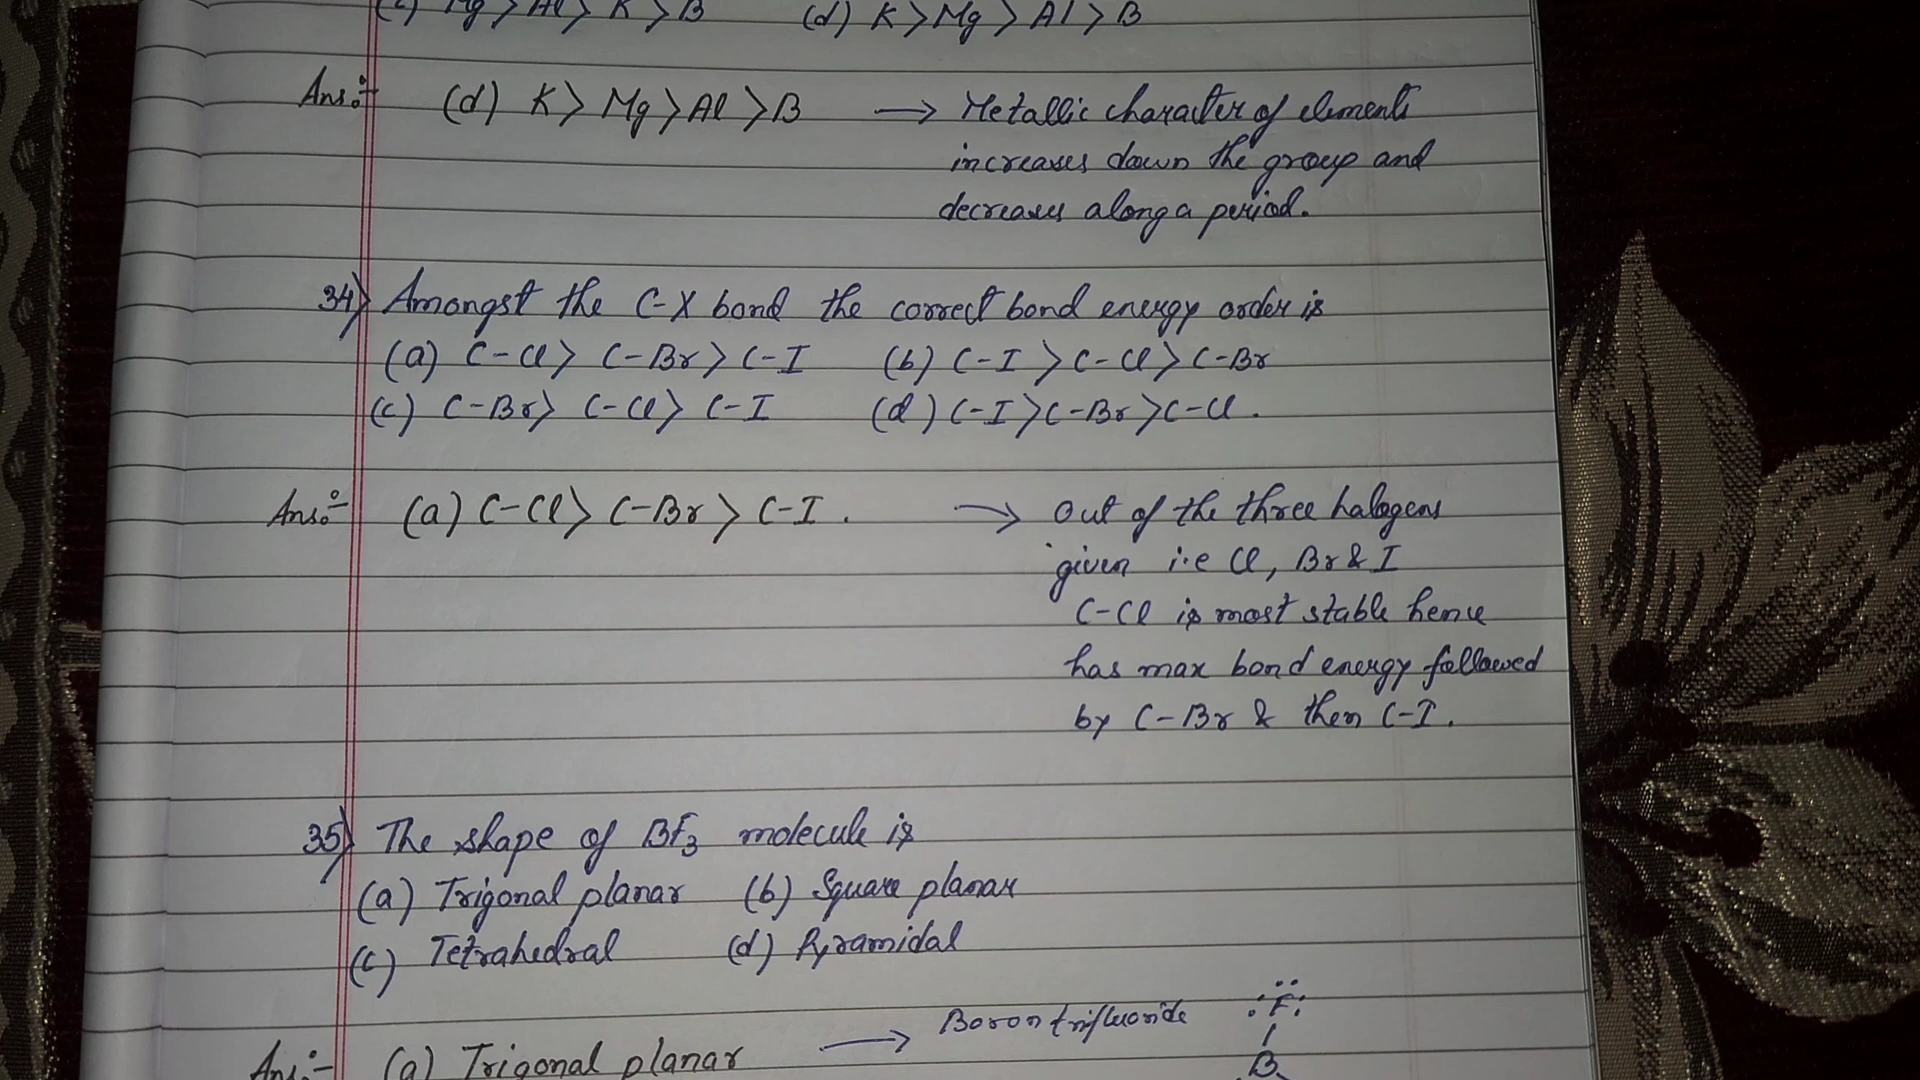 (c) Mg > Al > K > B (d) K > Mg > Al > B
Ans:- (d) K > Mg > Al > B → Metallic character of elements
increases down the group and
decreases along a period.
34) Amongst the C-X bond the correct bond energy order is
(a) C-Cl > C-Br > C-I (b) C-I > C-Cl > C-Br
(c) C-Br > C-Cl > C-I (d) C-I > C-Br > C-Cl.
Ans:- (a) C-Cl > C-Br > C-I. → Out of the three halogens
given i.e Cl, Br & I
C-Cl is most stable hence
has max bond energy followed
by C-Br & then C-I.
35) The shape of BF3 molecule is
(a) Trigonal planar (b) Square planar
(c) Tetrahedral (d) Pyramidal
Ans:- (a) Trigonal planar → Boron trifluoride
F
B